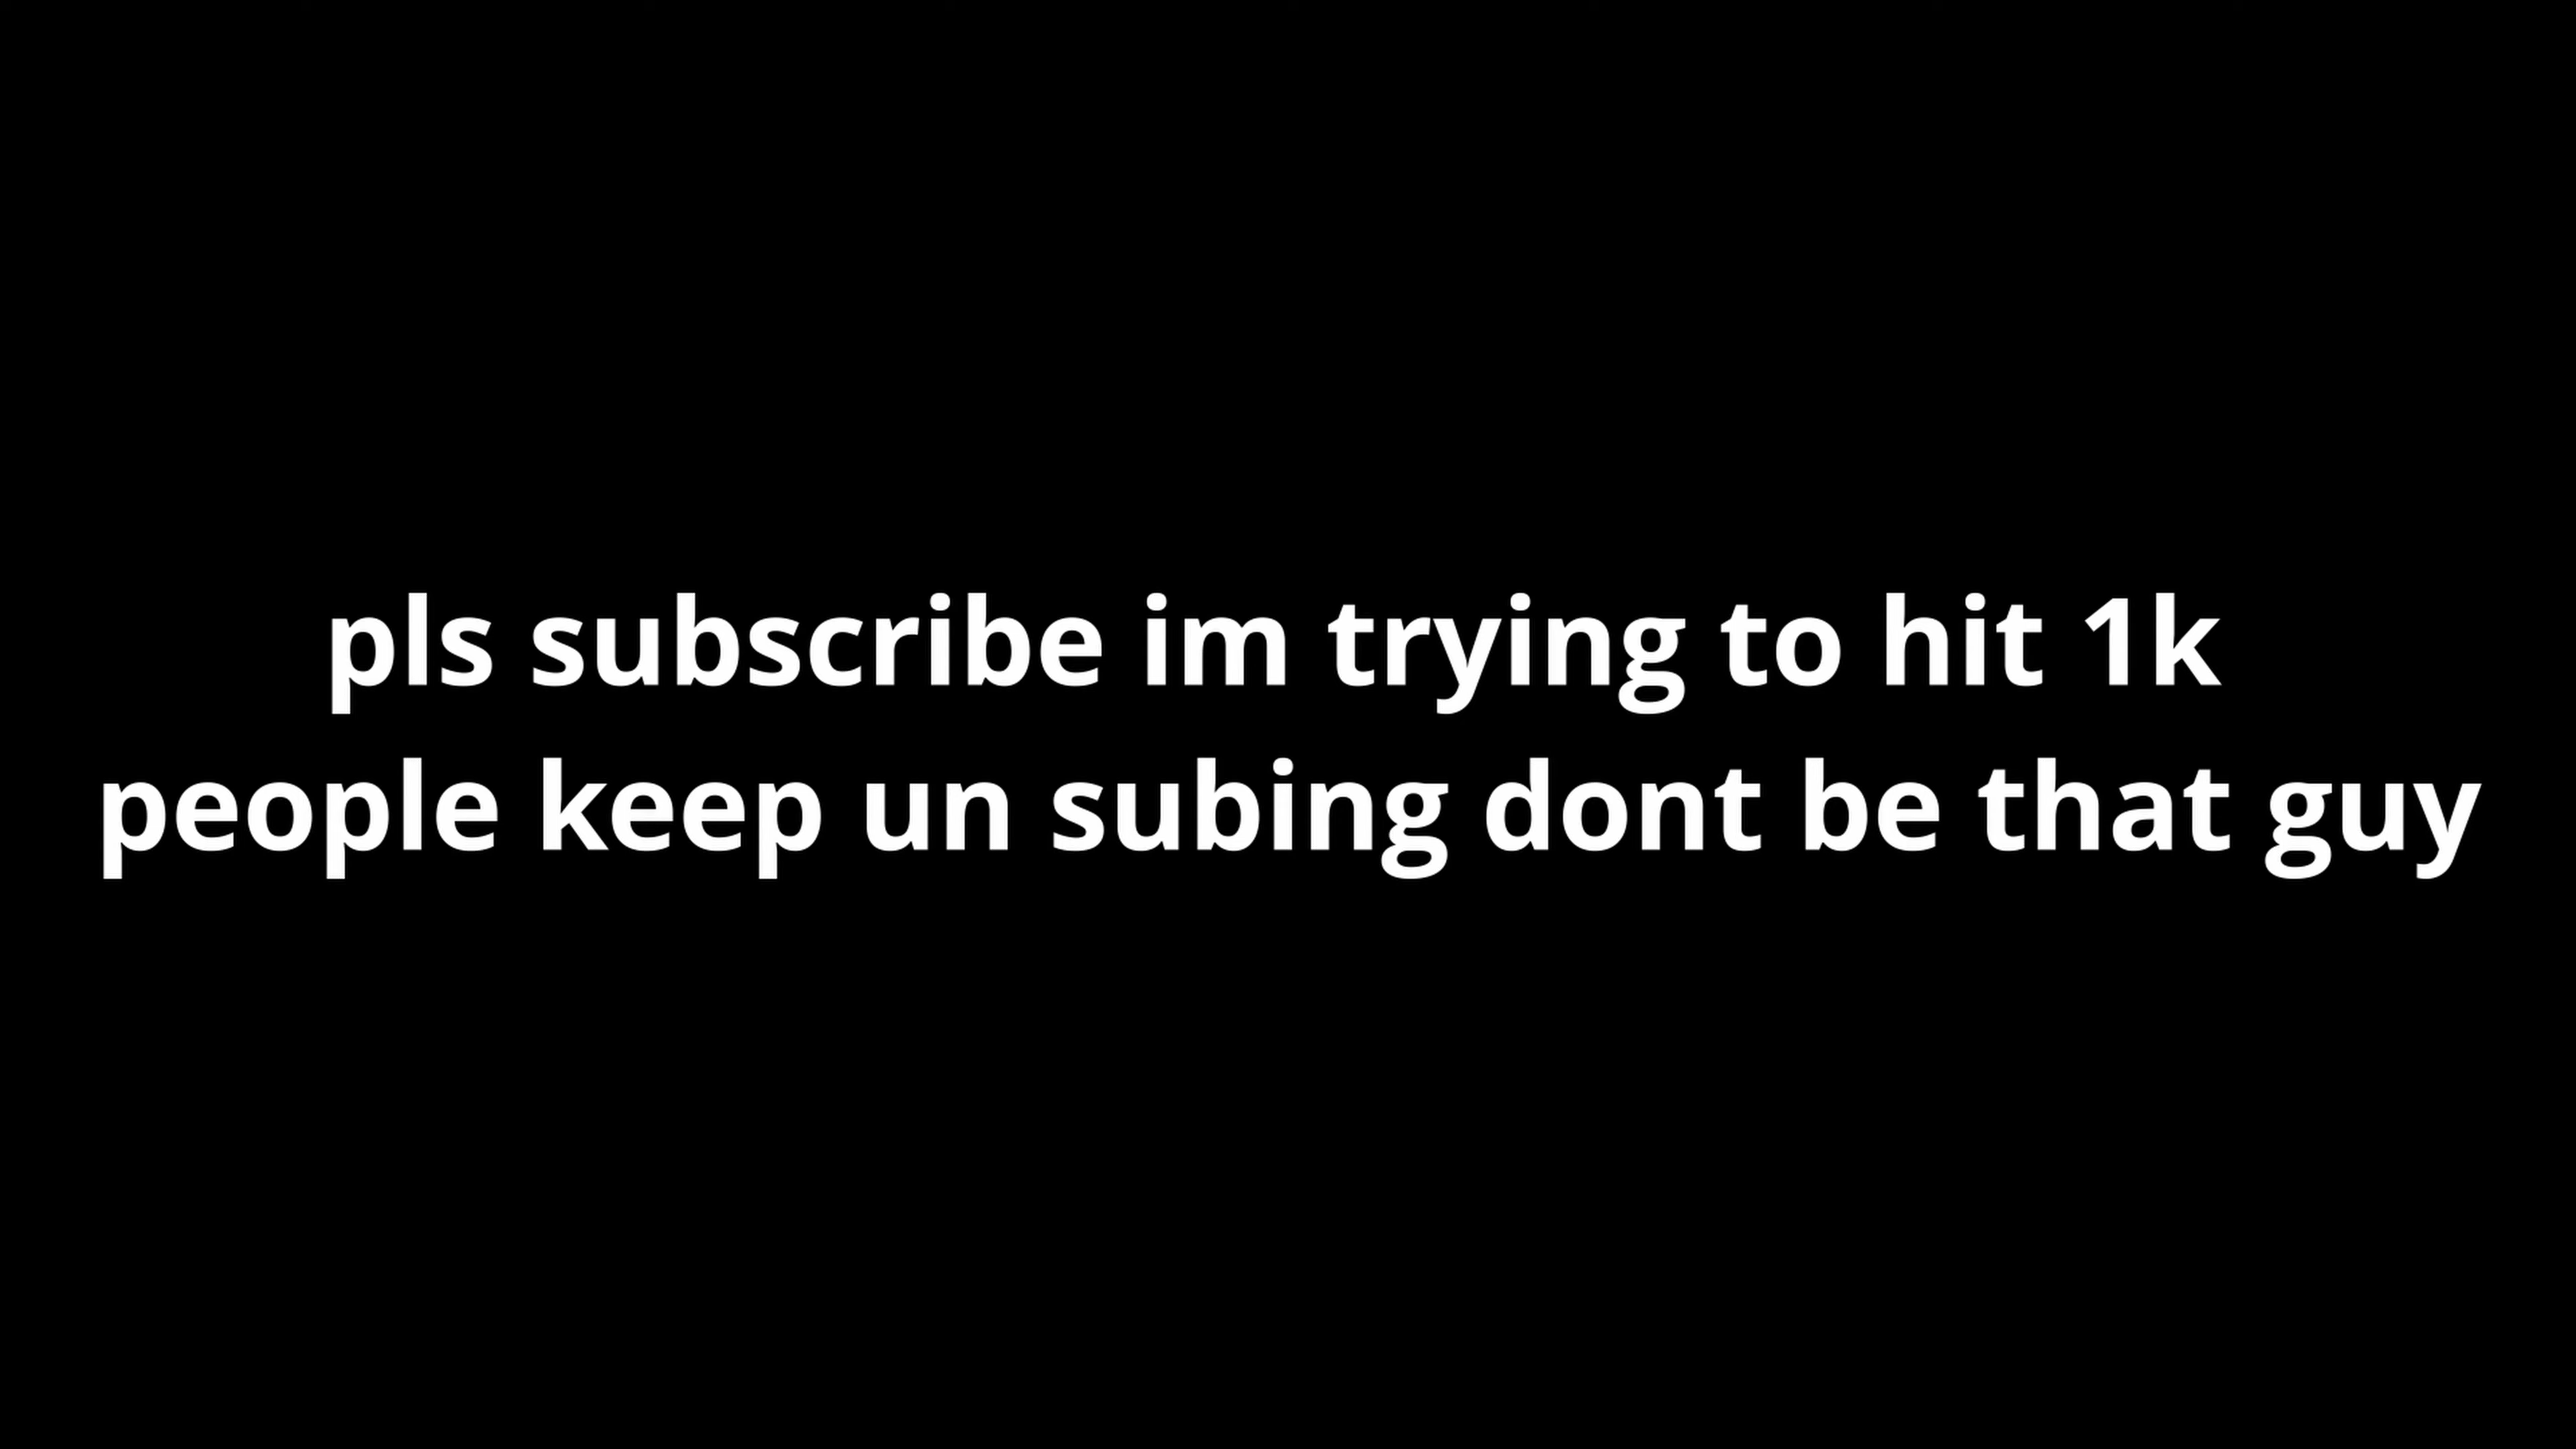 pls subscribe im trying to hit 1k
people keep un subing dont be that guy